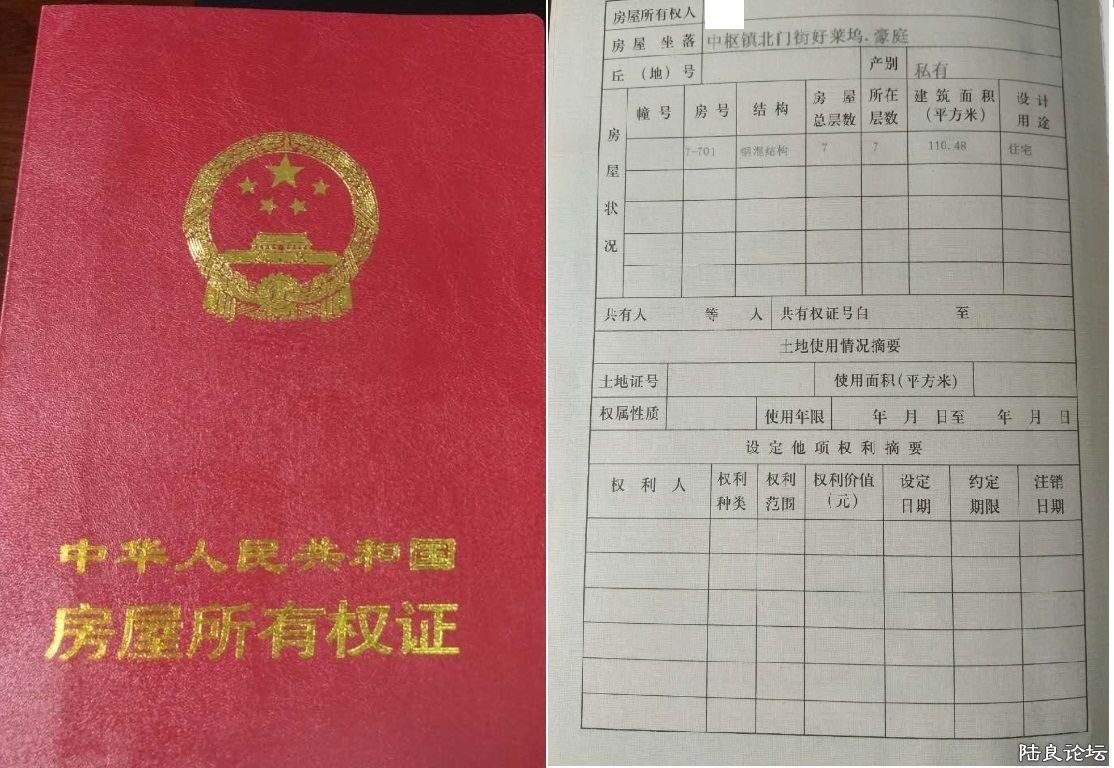 中华人民共和国
房屋所有权证
房屋所有权人
房屋 坐落 中枢镇北门街好莱坞.豪庭
丘（地）号 产别 私有
房屋状况 幢号 房号 结构 房屋总层数 所在层数 建筑面积（平方米） 设计用途
7-701 钢混结构 7 7 110.48 住宅
共有人 等 人 共有权证号自 至
土地使用情况摘要
土地证号 使用面积(平方米)
权属性质 使用年限 年 月 日至 年 月 日
设定他项权利摘要
权利人 权利种类 权利范围 权利价值（元） 设定日期 约定期限 注销日期
陆良论坛